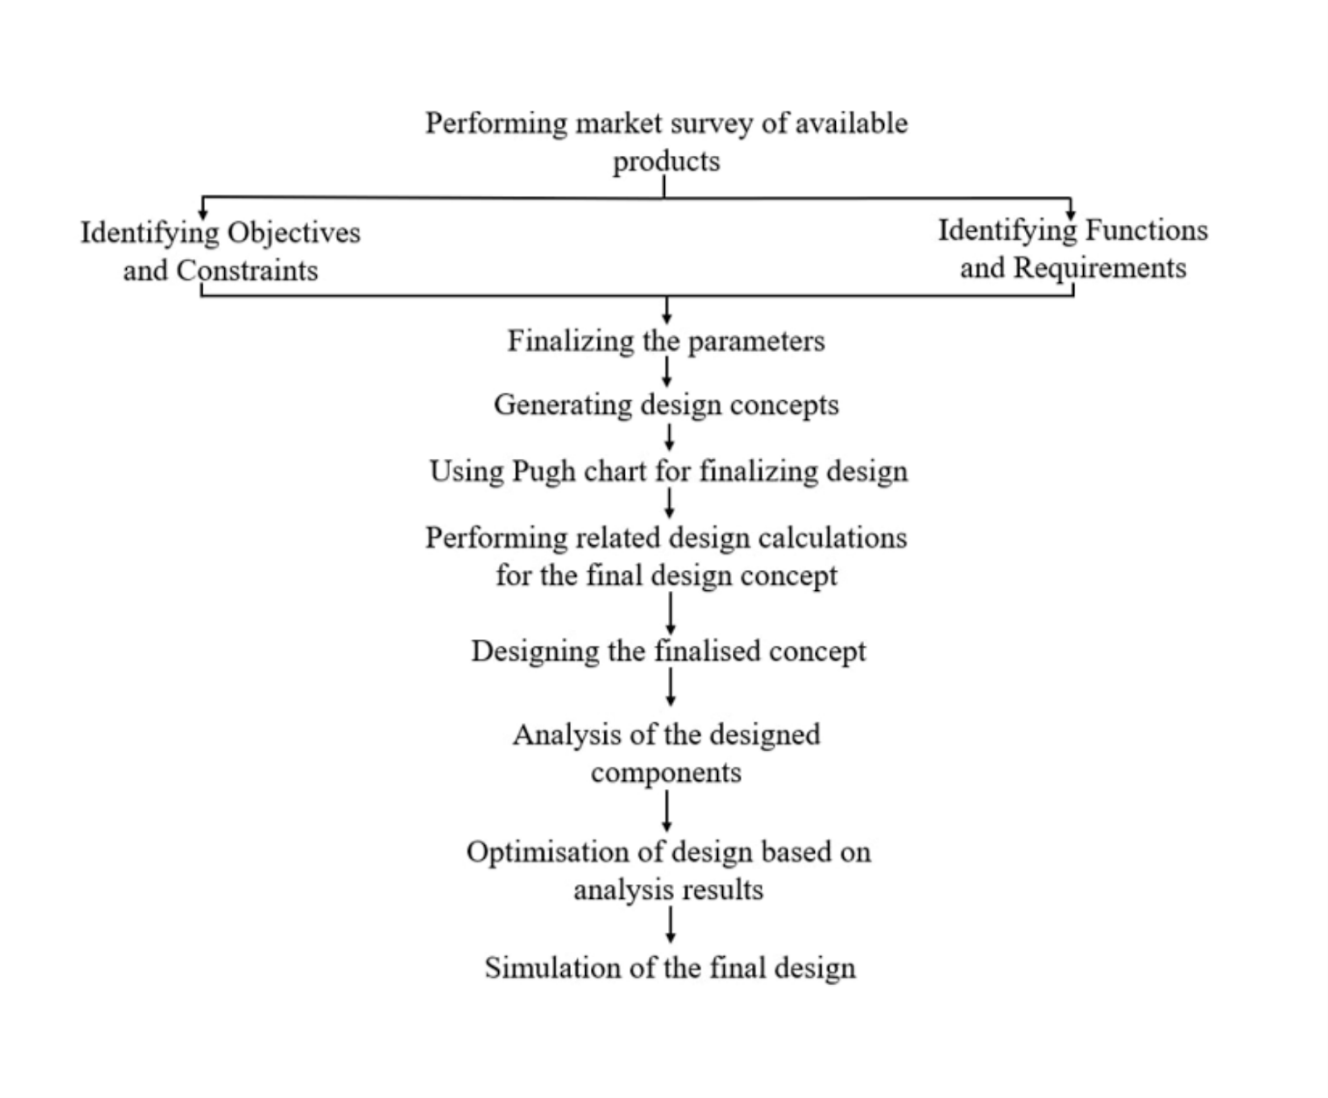 Performing market survey of available
products
Identifying Objectives
and Constraints
Identifying Functions
and Requirements
Finalizing the parameters
Generating design concepts
Using Pugh chart for finalizing design
Performing related design calculations
for the final design concept
Designing the finalised concept
Analysis of the designed
components
Optimisation of design based on
analysis results
Simulation of the final design